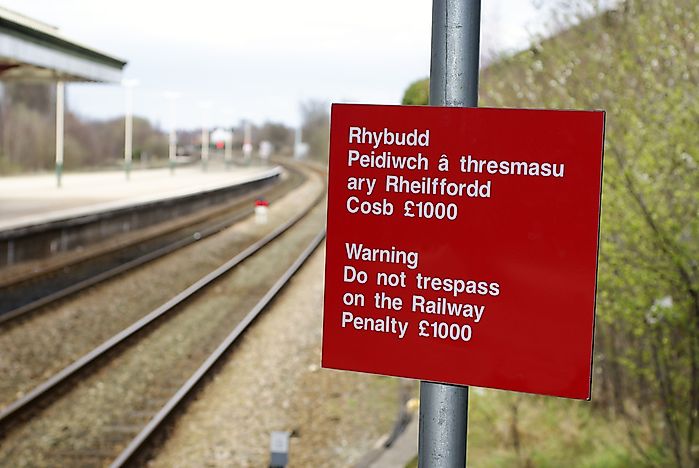 Rhybudd
Peidiwch â thresmasu
ary Rheilffordd
Cosb £1000
Warning
Do not trespass
on the Railway
Penalty £1000